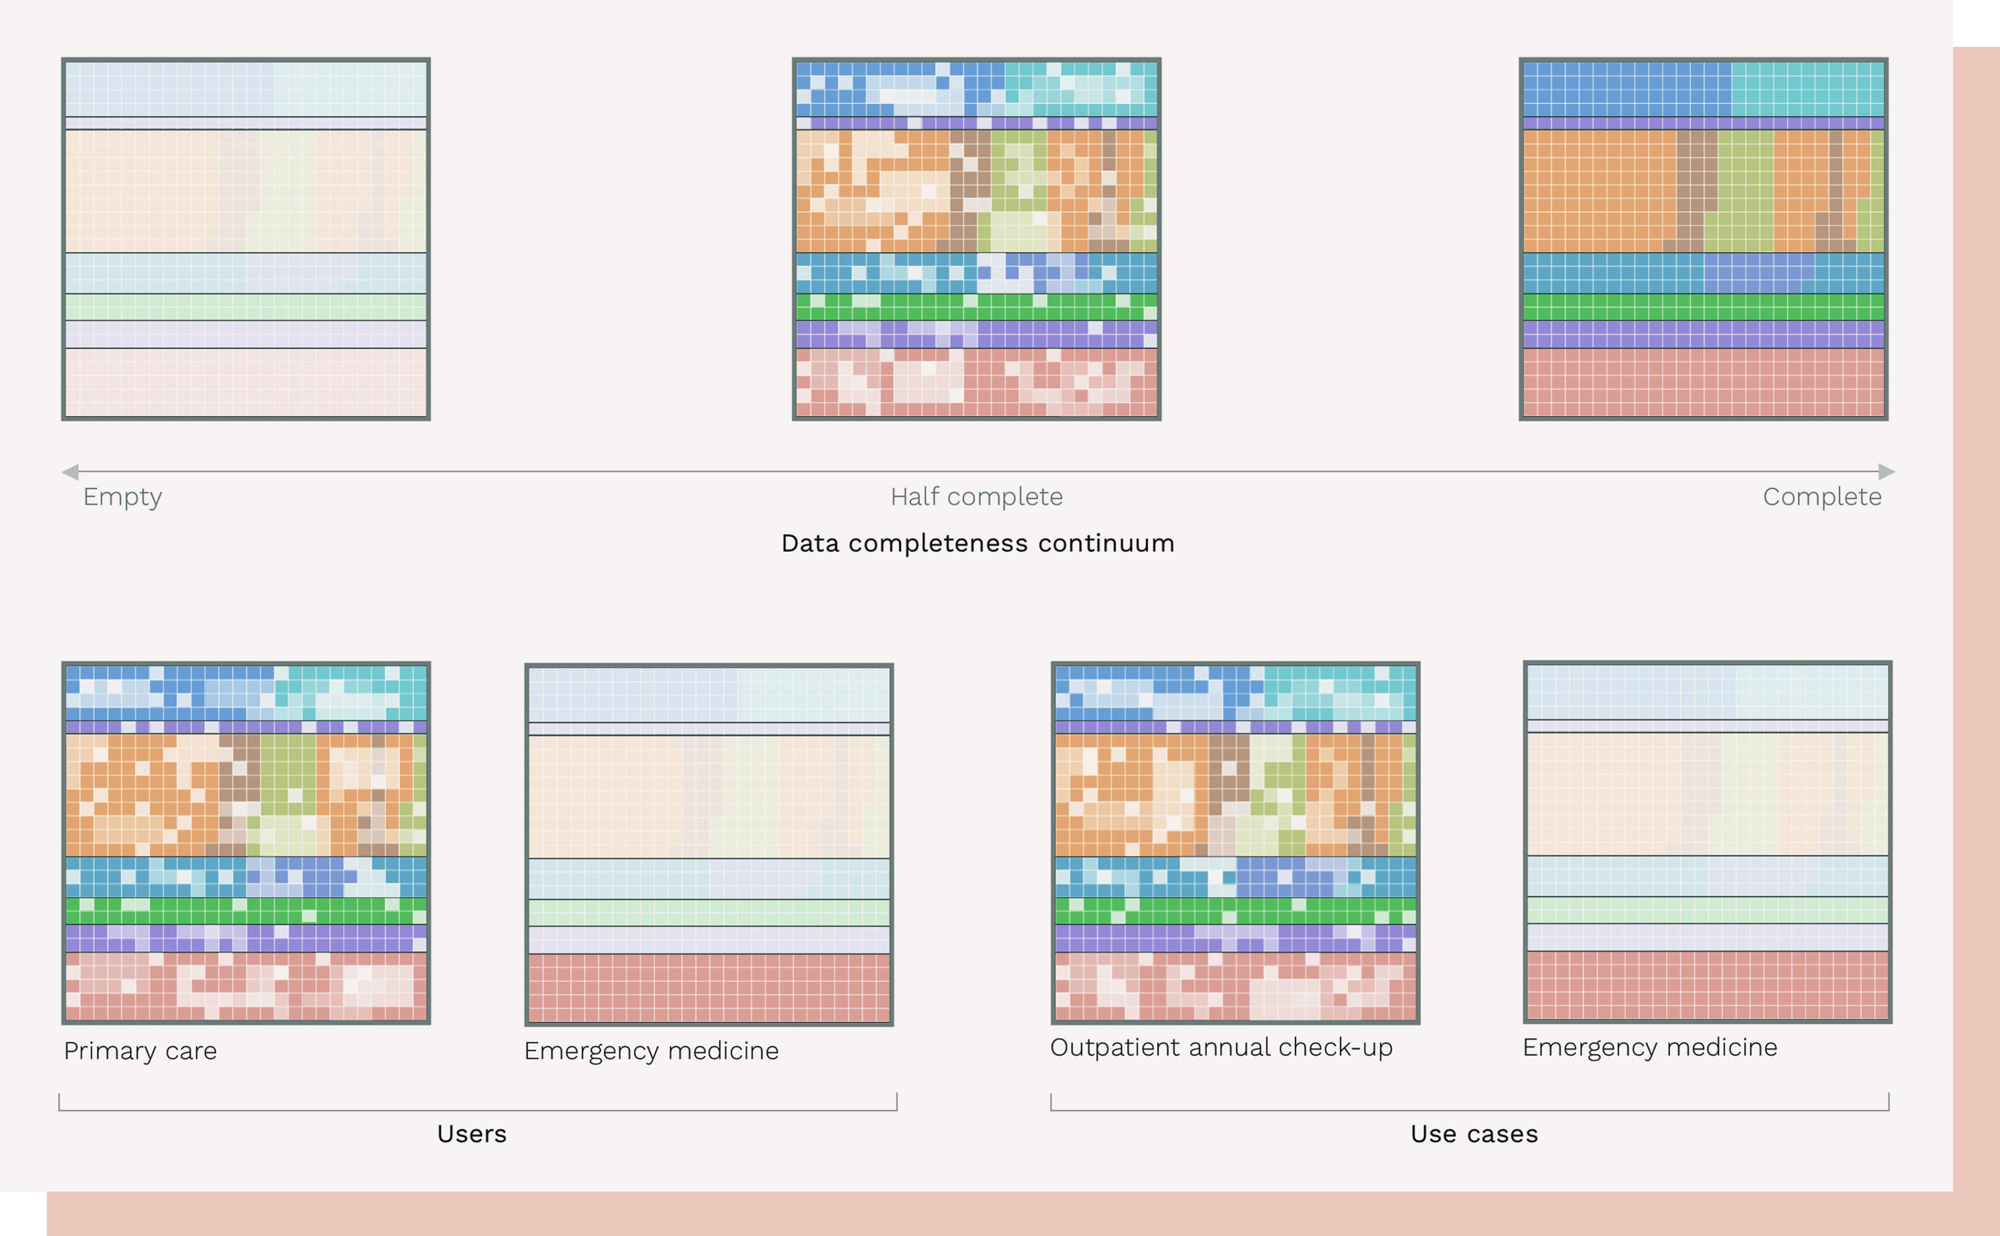 Empty
Half complete
Complete
Data completeness continuum
Primary care
Emergency medicine
Outpatient annual check-up
Emergency medicine
Users
Use cases